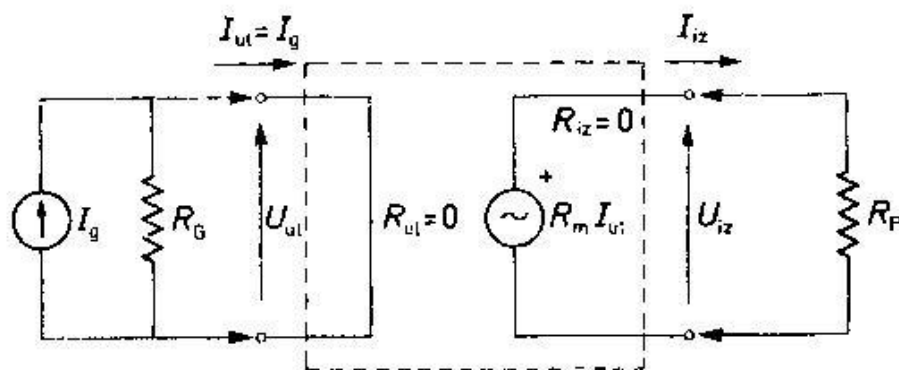 I_ul = I_g
I_iz
R_iz = 0
+
I_g
R_G
U_ul
R_ul = 0
~
R_m I_ul
U_iz
R_P